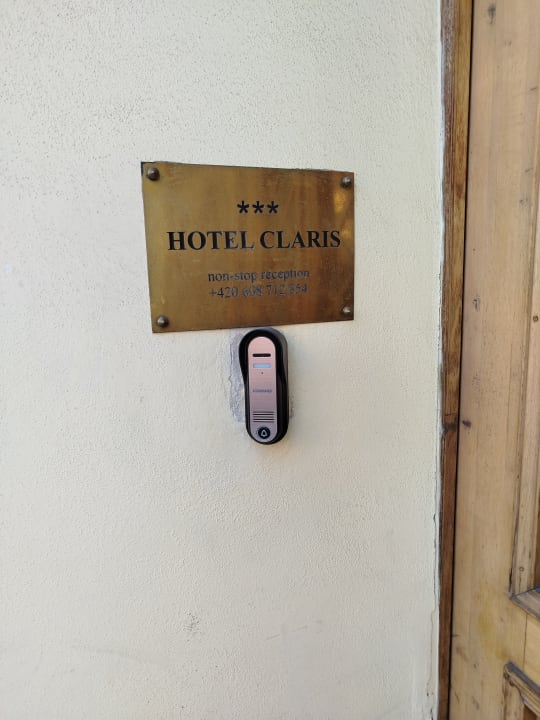 ***
HOTEL CLARIS
non-stop reception
+420 608 712 854